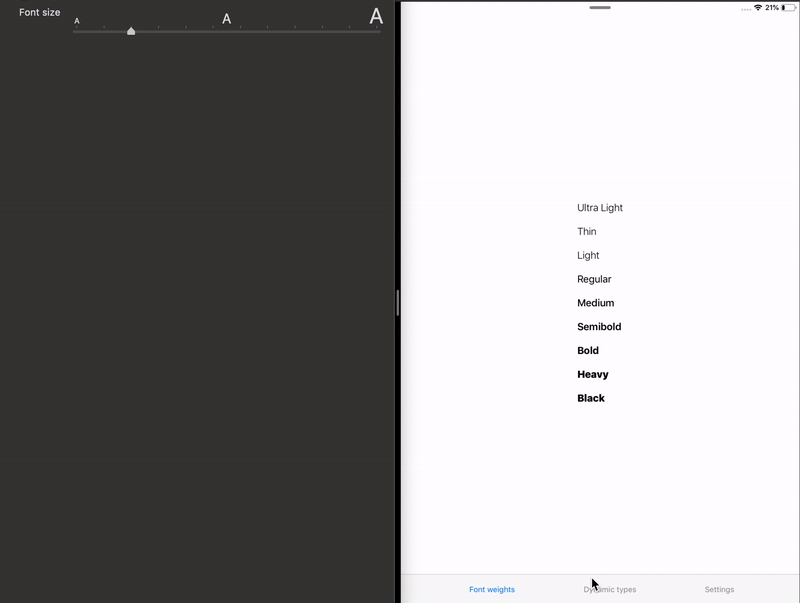 Font size
A
A
A
21%
Ultra Light
Thin
Light
Regular
Medium
Semibold
Bold
Heavy
Black
Font weights
Dynamic types
Settings